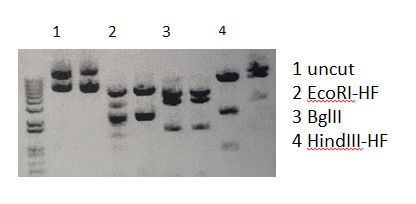 1 2 3 4
1 uncut
2 EcoRI-HF
3 BglII
4 HindIII-HF